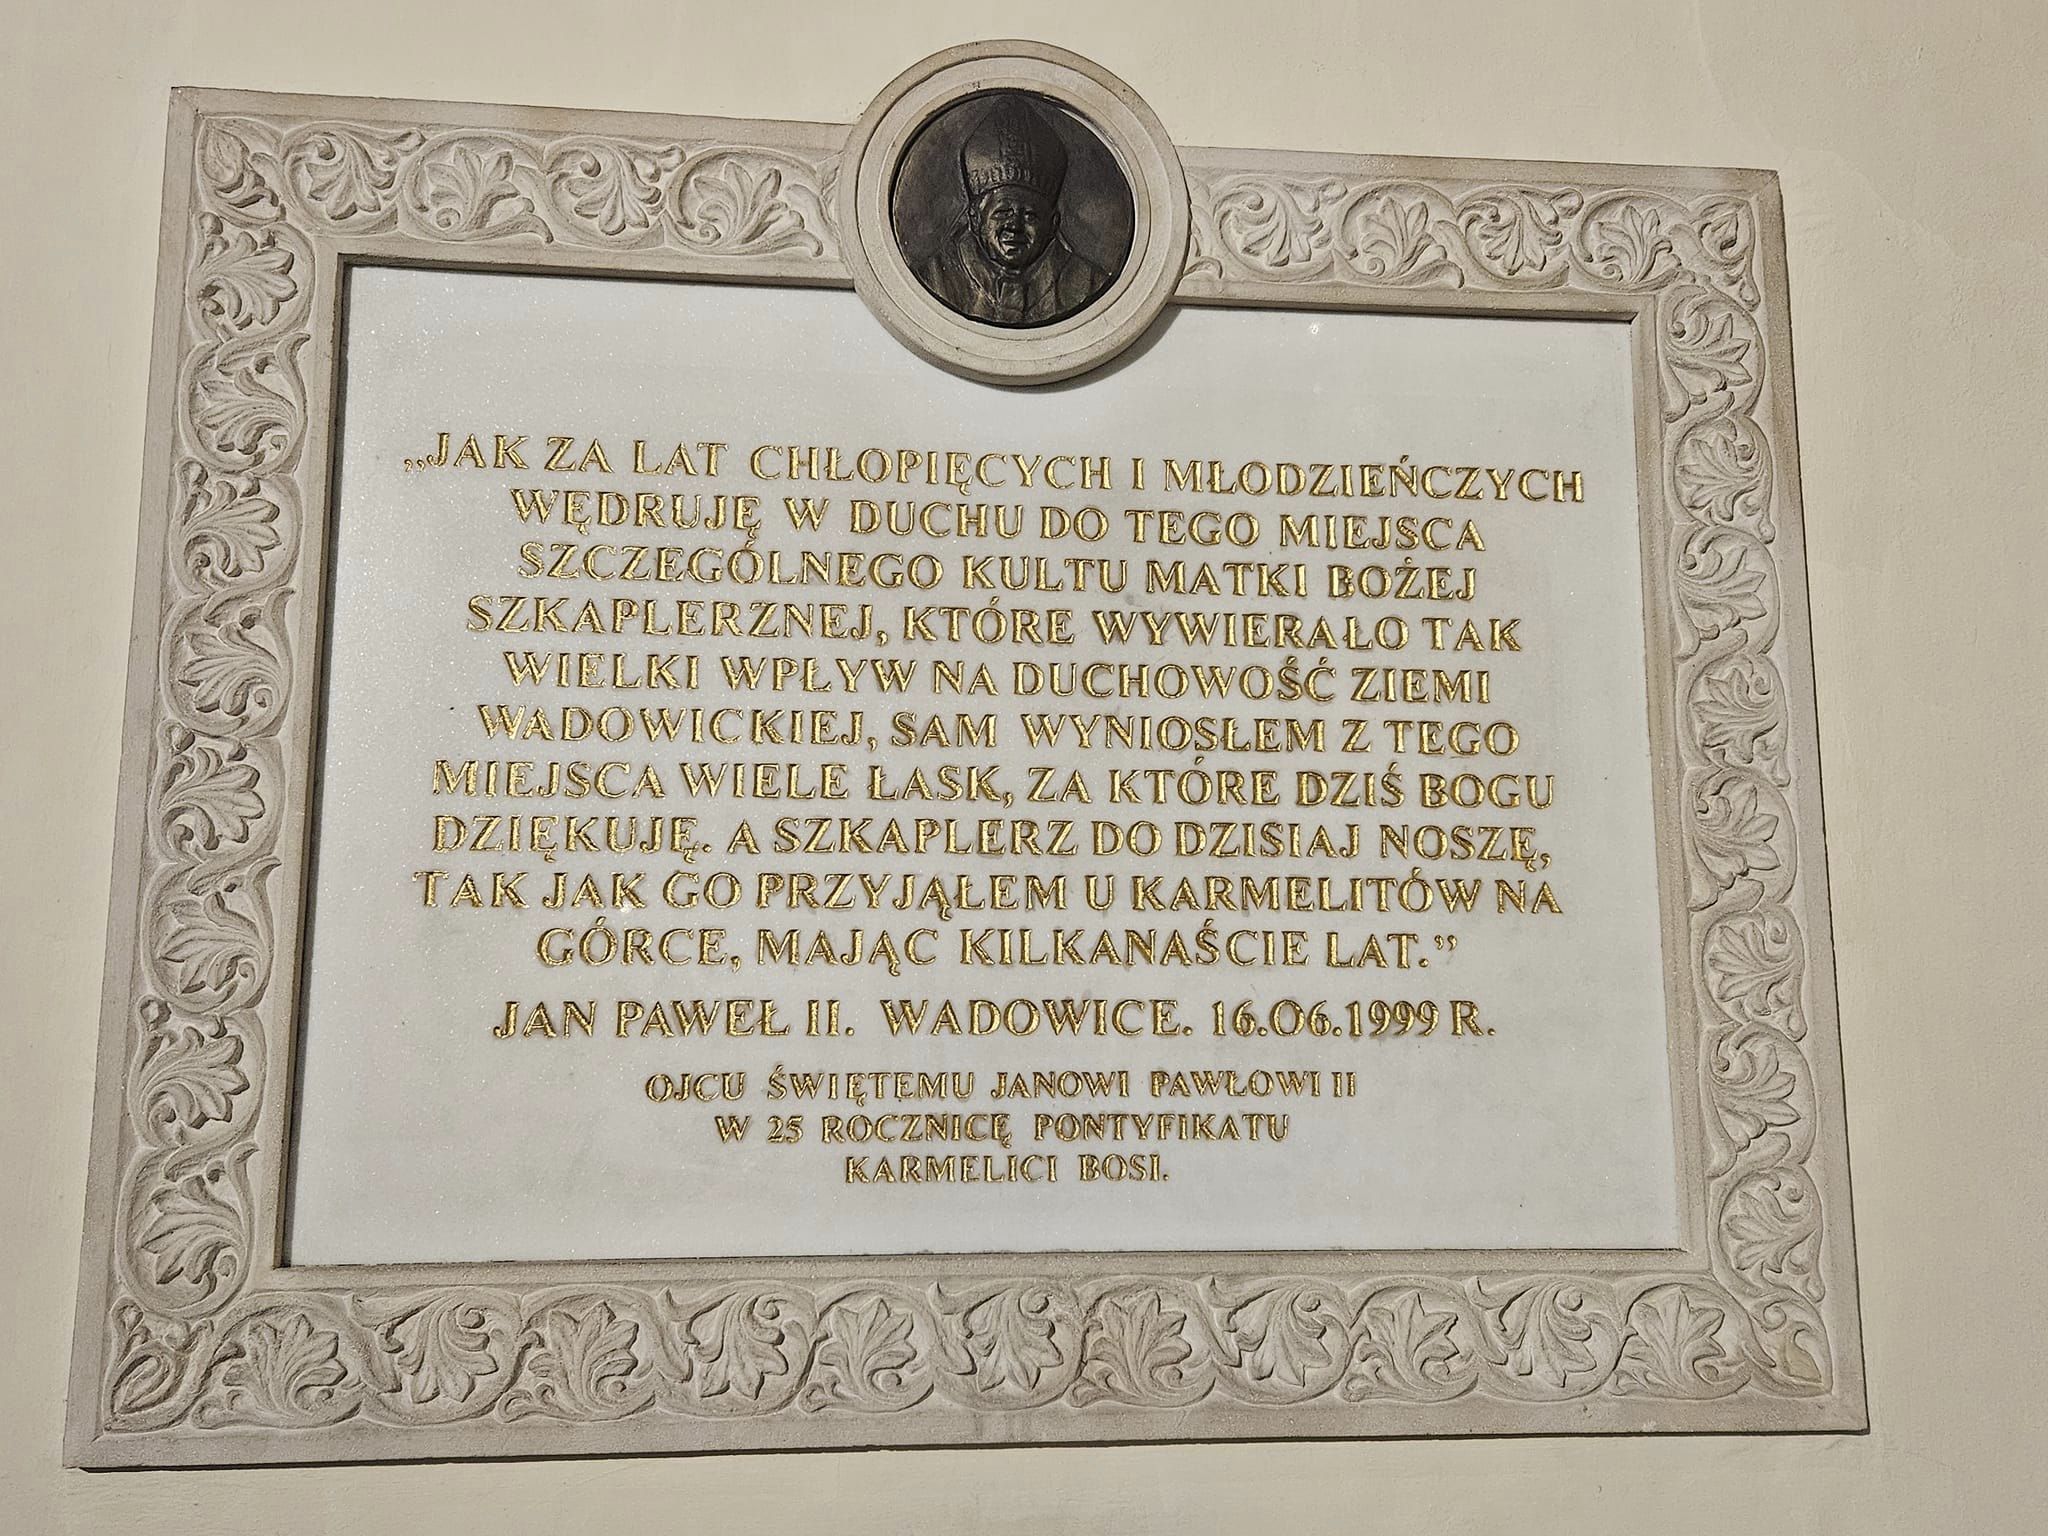 „JAK ZA LAT CHŁOPIĘCYCH I MŁODZIEŃCZYCH
WĘDRUJĘ W DUCHU DO TEGO MIEJSCA
SZCZEGÓLNEGO KULTU MATKI BOŻEJ
SZKAPLERZNEJ, KTÓRE WYWIERAŁO TAK
WIELKI WPŁYW NA DUCHOWOŚĆ ZIEMI
WADOWICKIEJ, SAM WYNIOSŁEM Z TEGO
MIEJSCA WIELE ŁASK, ZA KTÓRE DZIŚ BOGU
DZIĘKUJĘ. A SZKAPLERZ DO DZISIAJ NOSZĘ,
TAK JAK GO PRZYJĄŁEM U KARMELITÓW NA
GÓRCE, MAJĄC KILKANAŚCIE LAT.”
JAN PAWEŁ II. WADOWICE. 16.06.1999 R.
OJCU ŚWIĘTEMU JANOWI PAWŁOWI II
W 25 ROCZNICĘ PONTYFIKATU
KARMELICI BOSI.